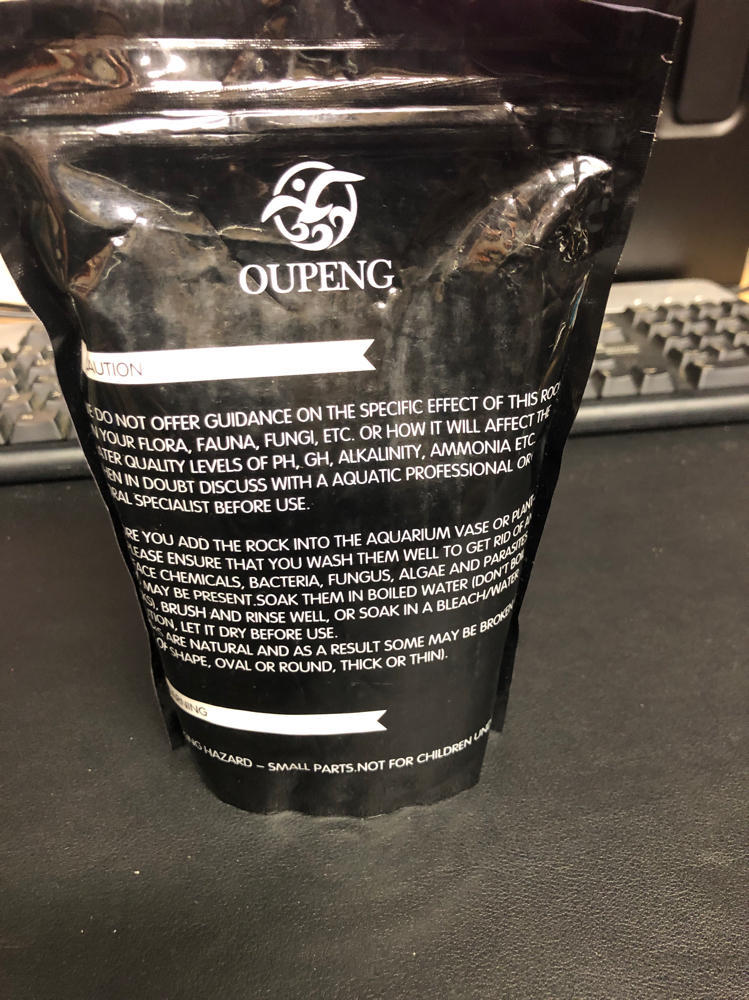 OUPENG
AUTION
E DO NOT OFFER GUIDANCE ON THE SPECIFIC EFFECT OF THIS ROC
N YOUR FLORA, FAUNA, FUNGI, ETC. OR HOW IT WILL AFFECT THE
ATER QUALITY LEVELS OF PH, GH, ALKALINITY, AMMONIA ETC.
HEN IN DOUBT DISCUSS WITH A AQUATIC PROFESSIONAL OR
RAL SPECIALIST BEFORE USE.
RE YOU ADD THE ROCK INTO THE AQUARIUM VASE OR PLANT
LEASE ENSURE THAT YOU WASH THEM WELL TO GET RID OF A
ACE CHEMICALS, BACTERIA, FUNGUS, ALGAE AND PARASITES
MAY BE PRESENT.SOAK THEM IN BOILED WATER (DON'T BOI
KS), BRUSH AND RINSE WELL, OR SOAK IN A BLEACH/WATER
TION, LET IT DRY BEFORE USE.
ARE NATURAL AND AS A RESULT SOME MAY BE BROKEN
OF SHAPE, OVAL OR ROUND, THICK OR THIN).
RNING
ING HAZARD – SMALL PARTS.NOT FOR CHILDREN UND